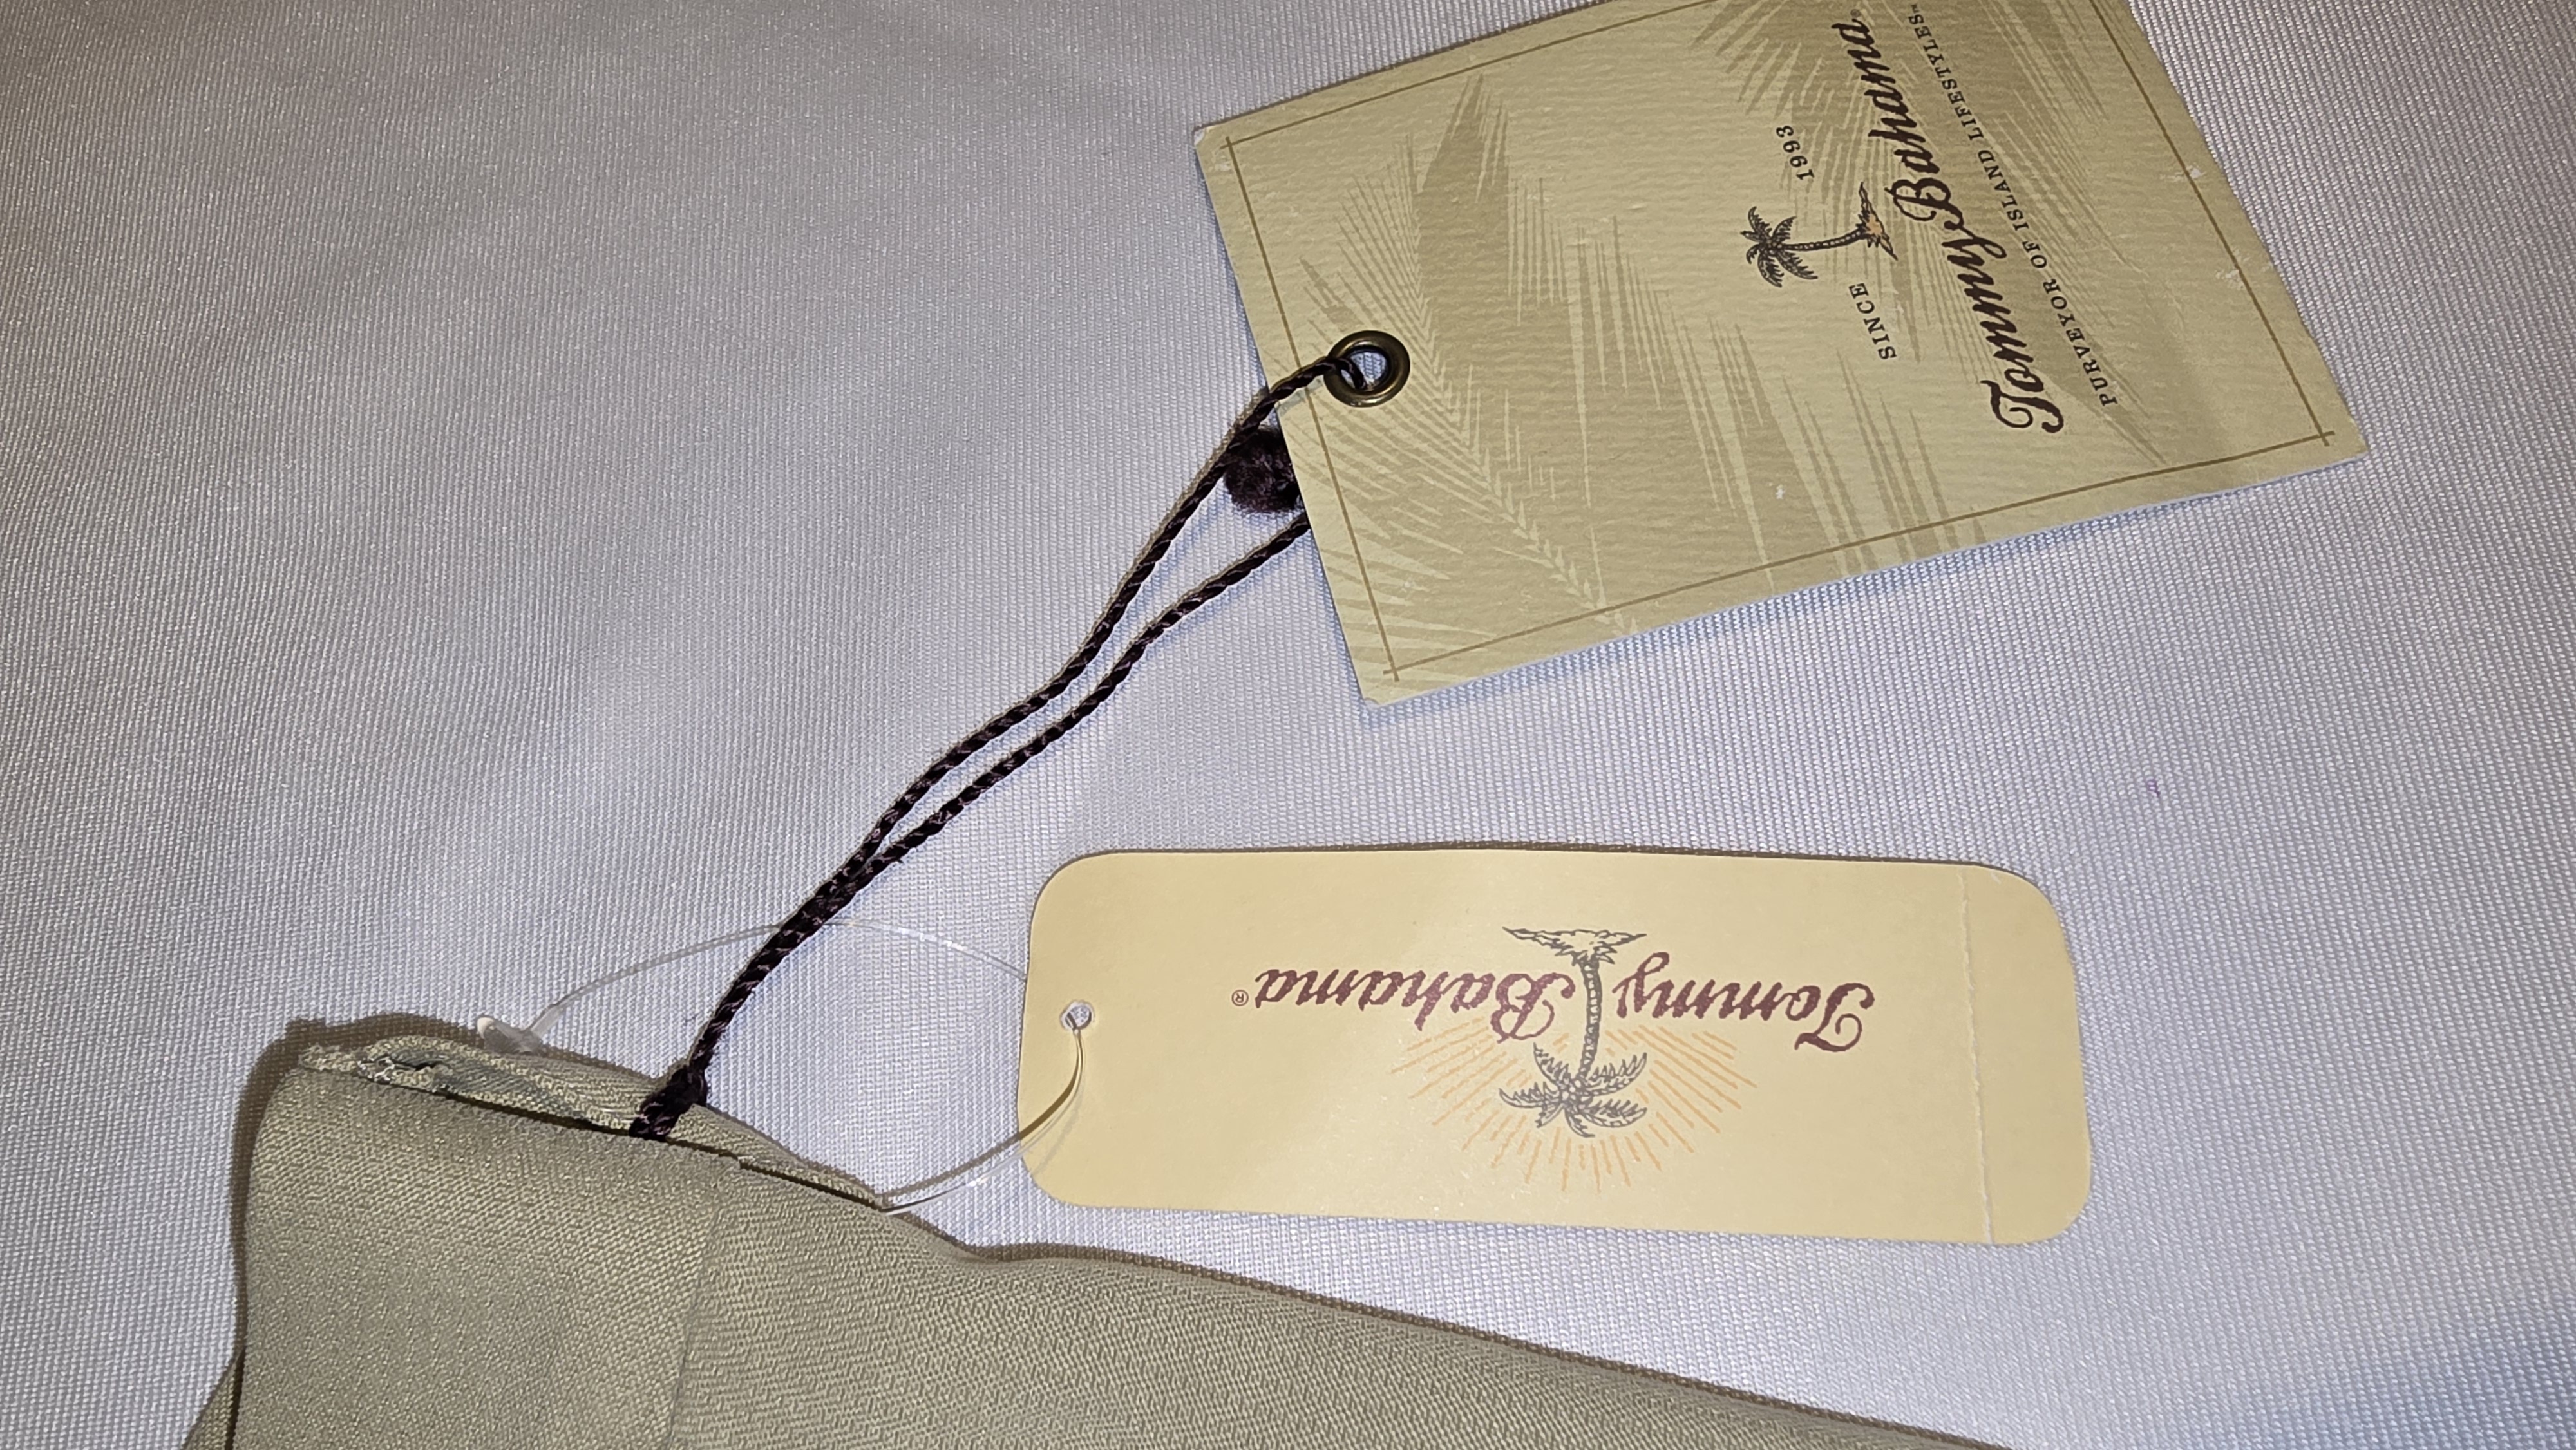 SINCE 1993
Tommy Bahama®
PURVEYOR OF ISLAND LIFESTYLES™
Tommy Bahama®